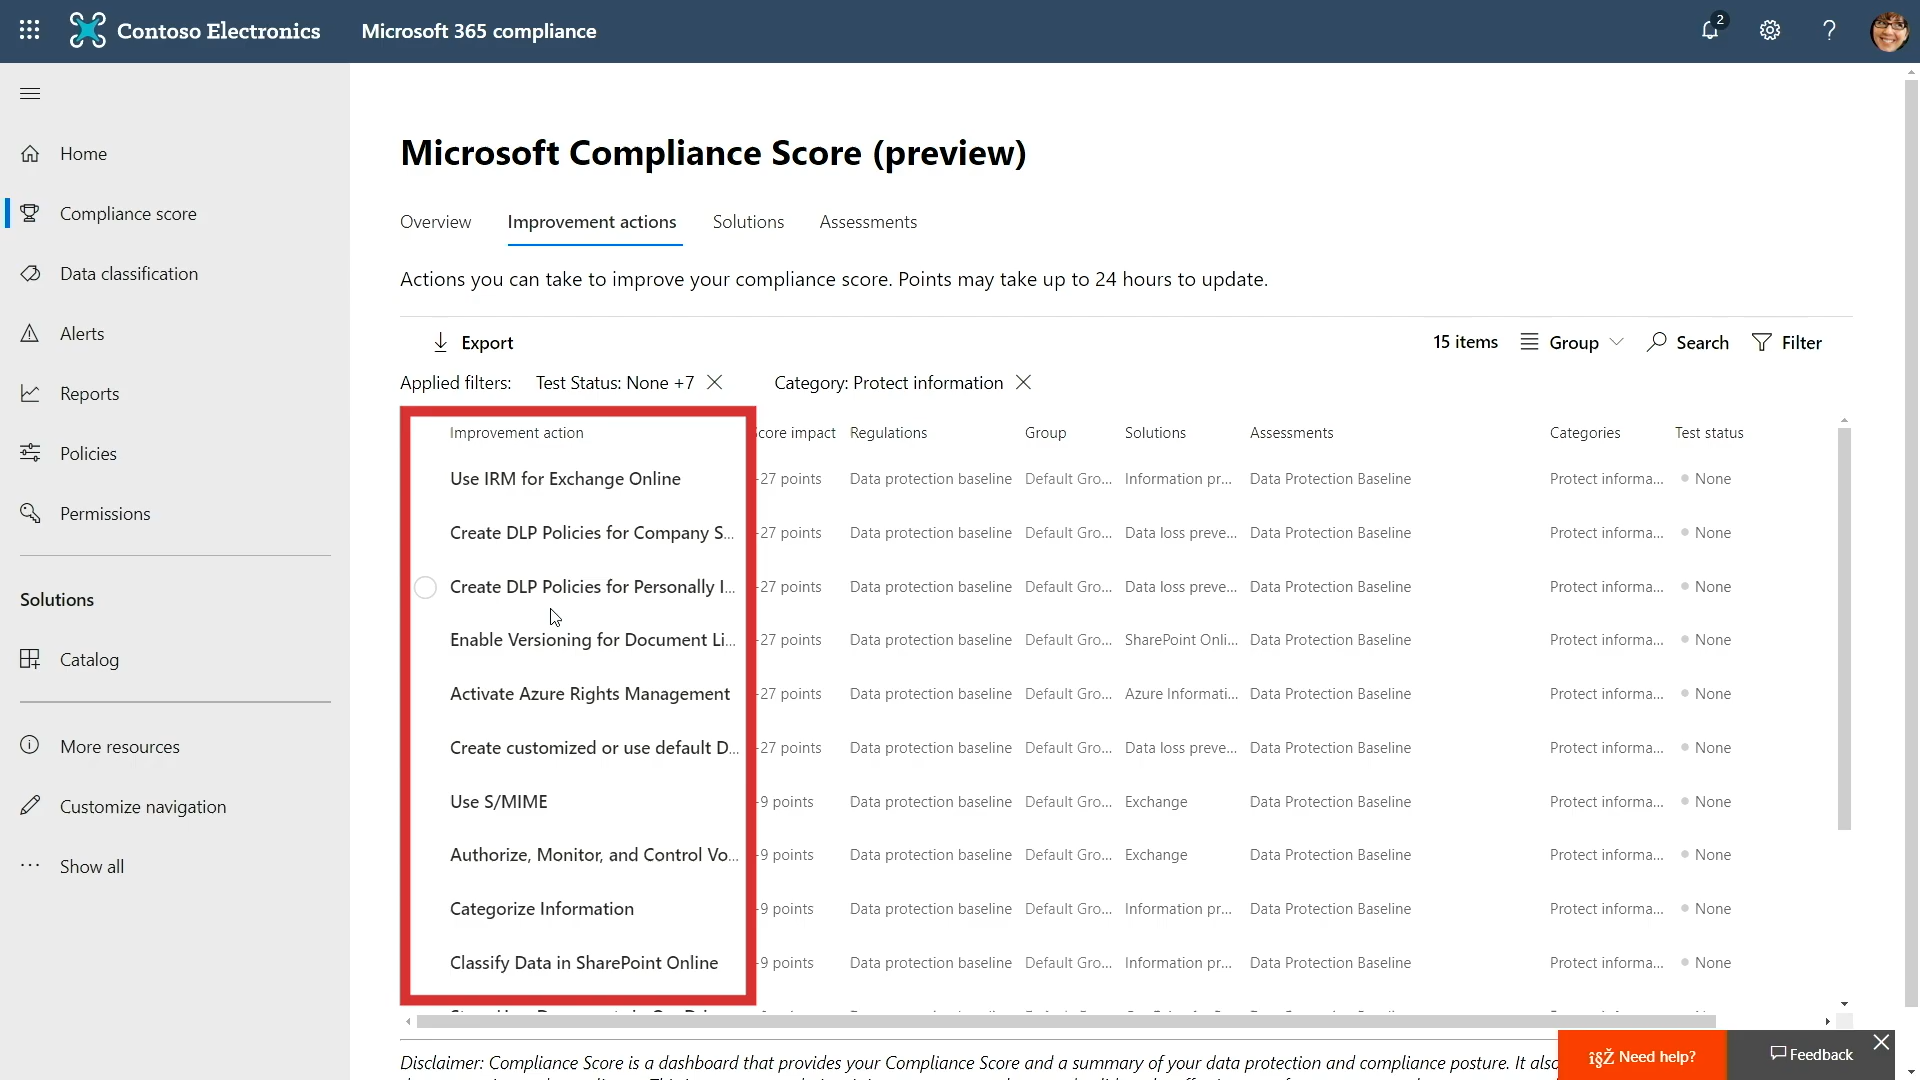 Contoso Electronics Microsoft 365 compliance 2
Home
Compliance score
Data classification
Alerts
Reports
Policies
Permissions
Solutions
Catalog
More resources
Customize navigation
Show all
Microsoft Compliance Score (preview)
Overview Improvement actions Solutions Assessments
Actions you can take to improve your compliance score. Points may take up to 24 hours to update.
Export 15 items Group Search Filter
Applied filters: Test Status: None +7 Category: Protect information
Improvement action core impact Regulations Group Solutions Assessments Categories Test status
Use IRM for Exchange Online 27 points Data protection baseline Default Gro... Information pr... Data Protection Baseline Protect informa... None
Create DLP Policies for Company S... 27 points Data protection baseline Default Gro... Data loss preve... Data Protection Baseline Protect informa... None
Create DLP Policies for Personally I... 27 points Data protection baseline Default Gro... Data loss preve... Data Protection Baseline Protect informa... None
Enable Versioning for Document Li... 27 points Data protection baseline Default Gro... SharePoint Onli... Data Protection Baseline Protect informa... None
Activate Azure Rights Management 27 points Data protection baseline Default Gro... Azure Informati... Data Protection Baseline Protect informa... None
Create customized or use default D... 27 points Data protection baseline Default Gro... Data loss preve... Data Protection Baseline Protect informa... None
Use S/MIME 9 points Data protection baseline Default Gro... Exchange Data Protection Baseline Protect informa... None
Authorize, Monitor, and Control Vo... 9 points Data protection baseline Default Gro... Exchange Data Protection Baseline Protect informa... None
Categorize Information 9 points Data protection baseline Default Gro... Information pr... Data Protection Baseline Protect informa... None
Classify Data in SharePoint Online 9 points Data protection baseline Default Gro... Information pr... Data Protection Baseline Protect informa... None
Disclaimer: Compliance Score is a dashboard that provides your Compliance Score and a summary of your data protection and compliance posture. It also
îšŽ Need help? Feedback